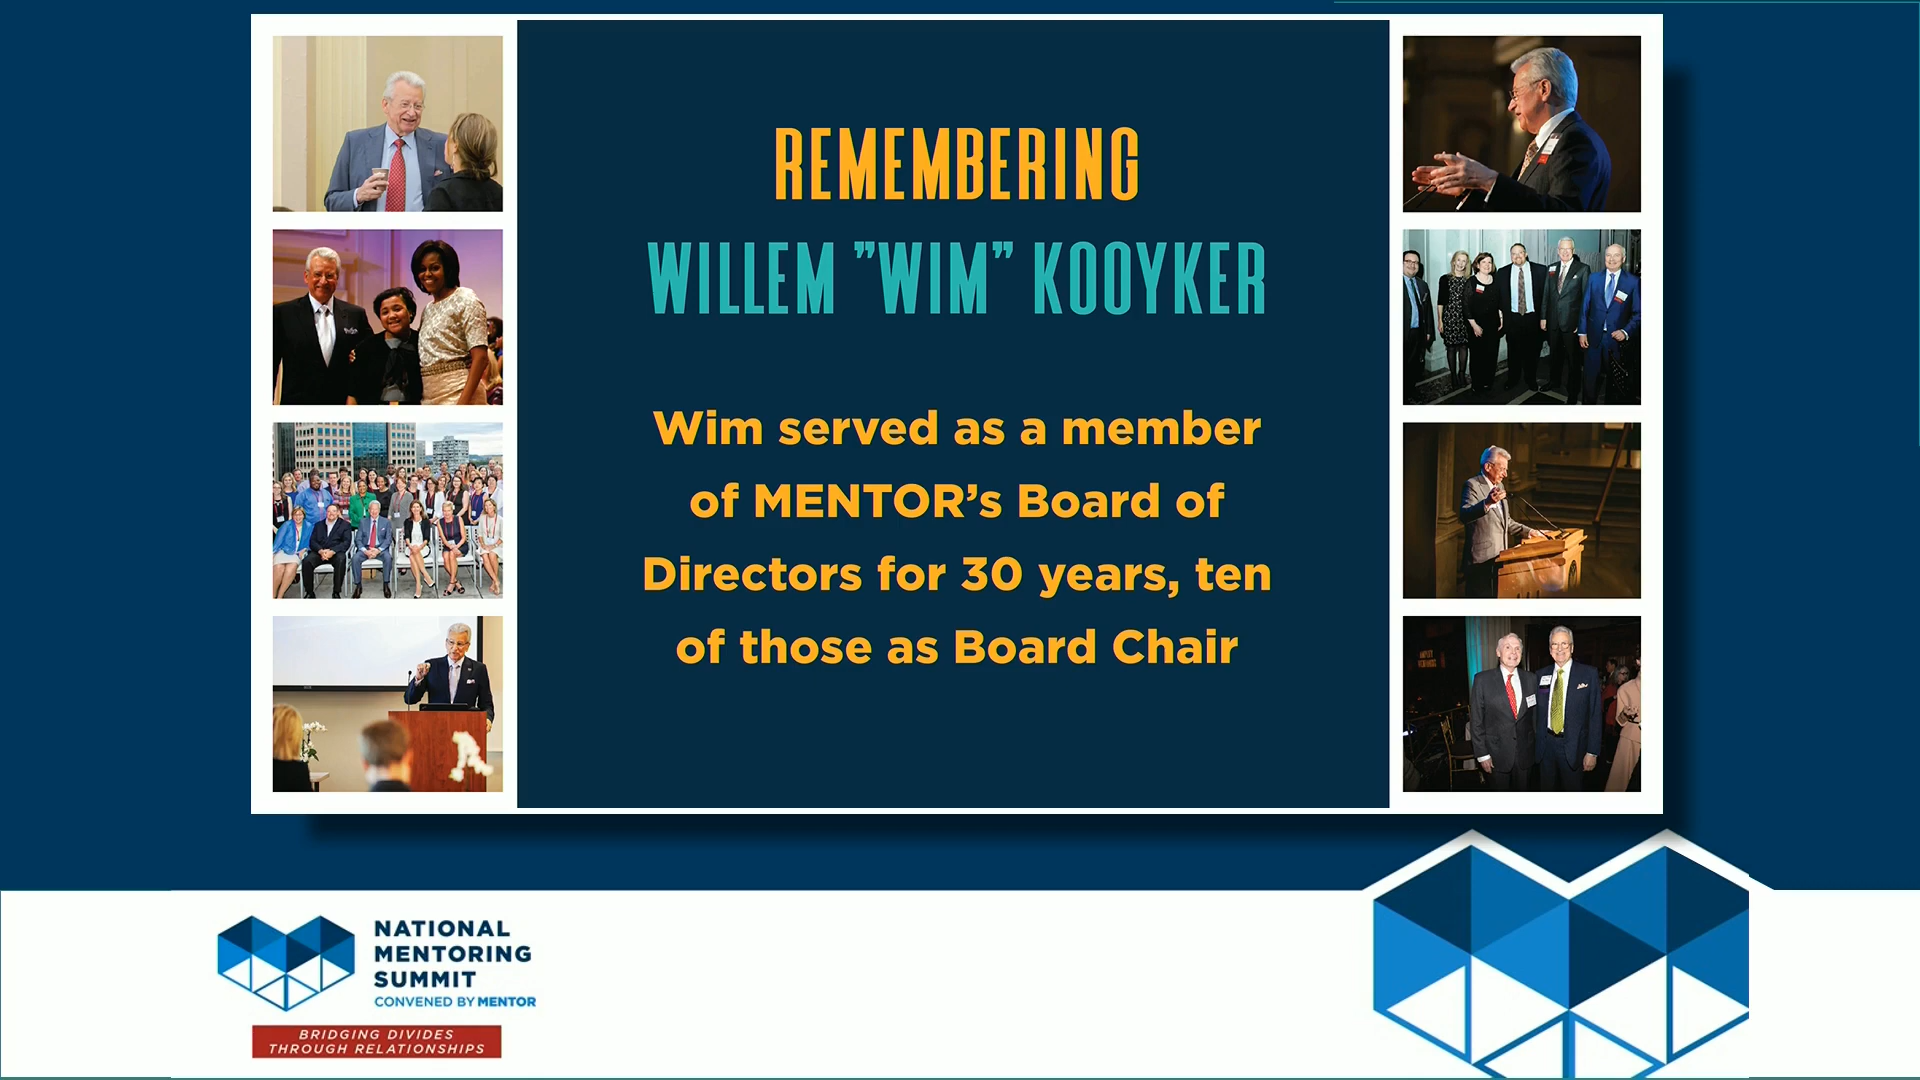 REMEMBERING
WILLEM ”WIM” KOOYKER
Wim served as a member
of MENTOR’s Board of
Directors for 30 years, ten
of those as Board Chair
NATIONAL
MENTORING
SUMMIT
CONVENED BY MENTOR
BRIDGING DIVIDES
THROUGH RELATIONSHIPS